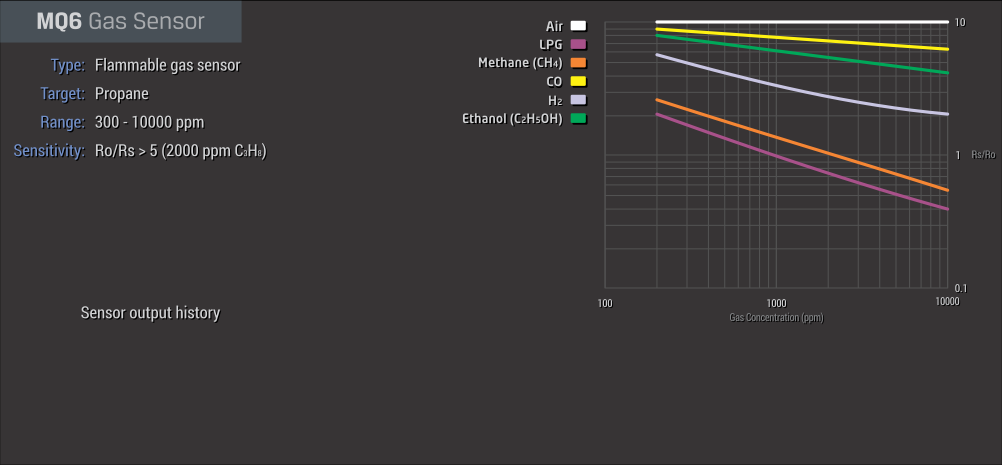 MQ6 Gas Sensor
Type: Flammable gas sensor
Target: Propane
Range: 300 - 10000 ppm
Sensitivity: Ro/Rs > 5 (2000 ppm C₃H₈)
Sensor output history
Air
LPG
Methane (CH₄)
CO
H₂
Ethanol (C₂H₅OH)
10
1
Rs/Ro
0.1
100
1000
10000
Gas Concentration (ppm)